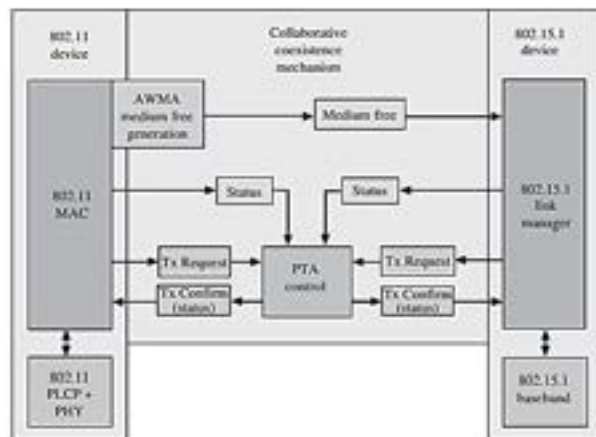 802.11
device
Collaborative
coexistence
mechanism
802.15.1
device
AWMA
medium free
generation
Medium free
802.11
MAC
Status
Status
802.15.1
link
manager
Tx Request
PTA
control
Tx Request
Tx Confirm
(status)
Tx Confirm
(status)
802.11
PLCP +
PHY
802.15.1
baseband